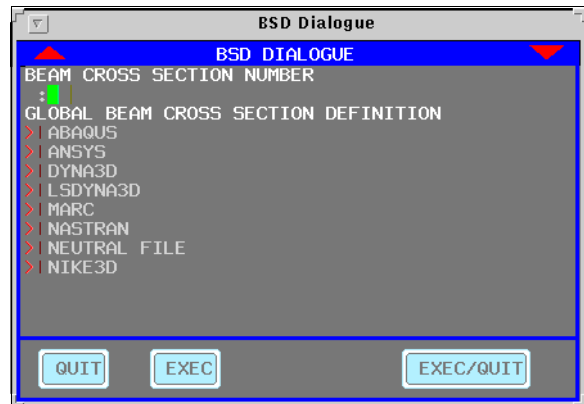 BSD Dialogue
BSD DIALOGUE
BEAM CROSS SECTION NUMBER
:
GLOBAL BEAM CROSS SECTION DEFINITION
>|ABAQUS
>|ANSYS
>|DYNA3D
>|LSDYNA3D
>|MARC
>|NASTRAN
>|NEUTRAL FILE
>|NIKE3D
QUIT EXEC EXEC/QUIT